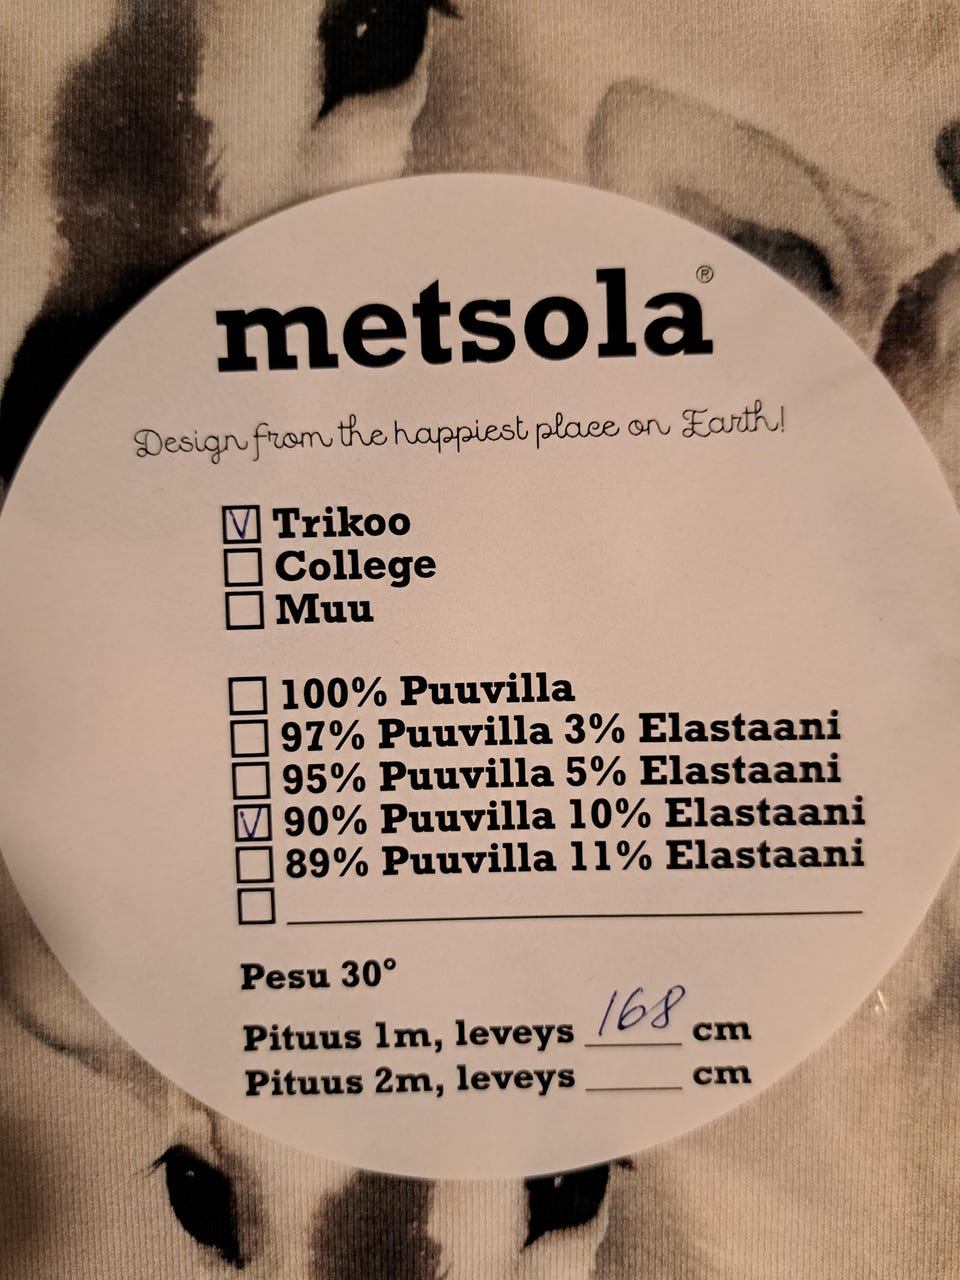 metsola®
Design from the happiest place on Earth!
V Trikoo
College
Muu
100% Puuvilla
97% Puuvilla 3% Elastaani
95% Puuvilla 5% Elastaani
V 90% Puuvilla 10% Elastaani
89% Puuvilla 11% Elastaani
Pesu 30°
Pituus 1m, leveys 168 cm
Pituus 2m, leveys ______ cm